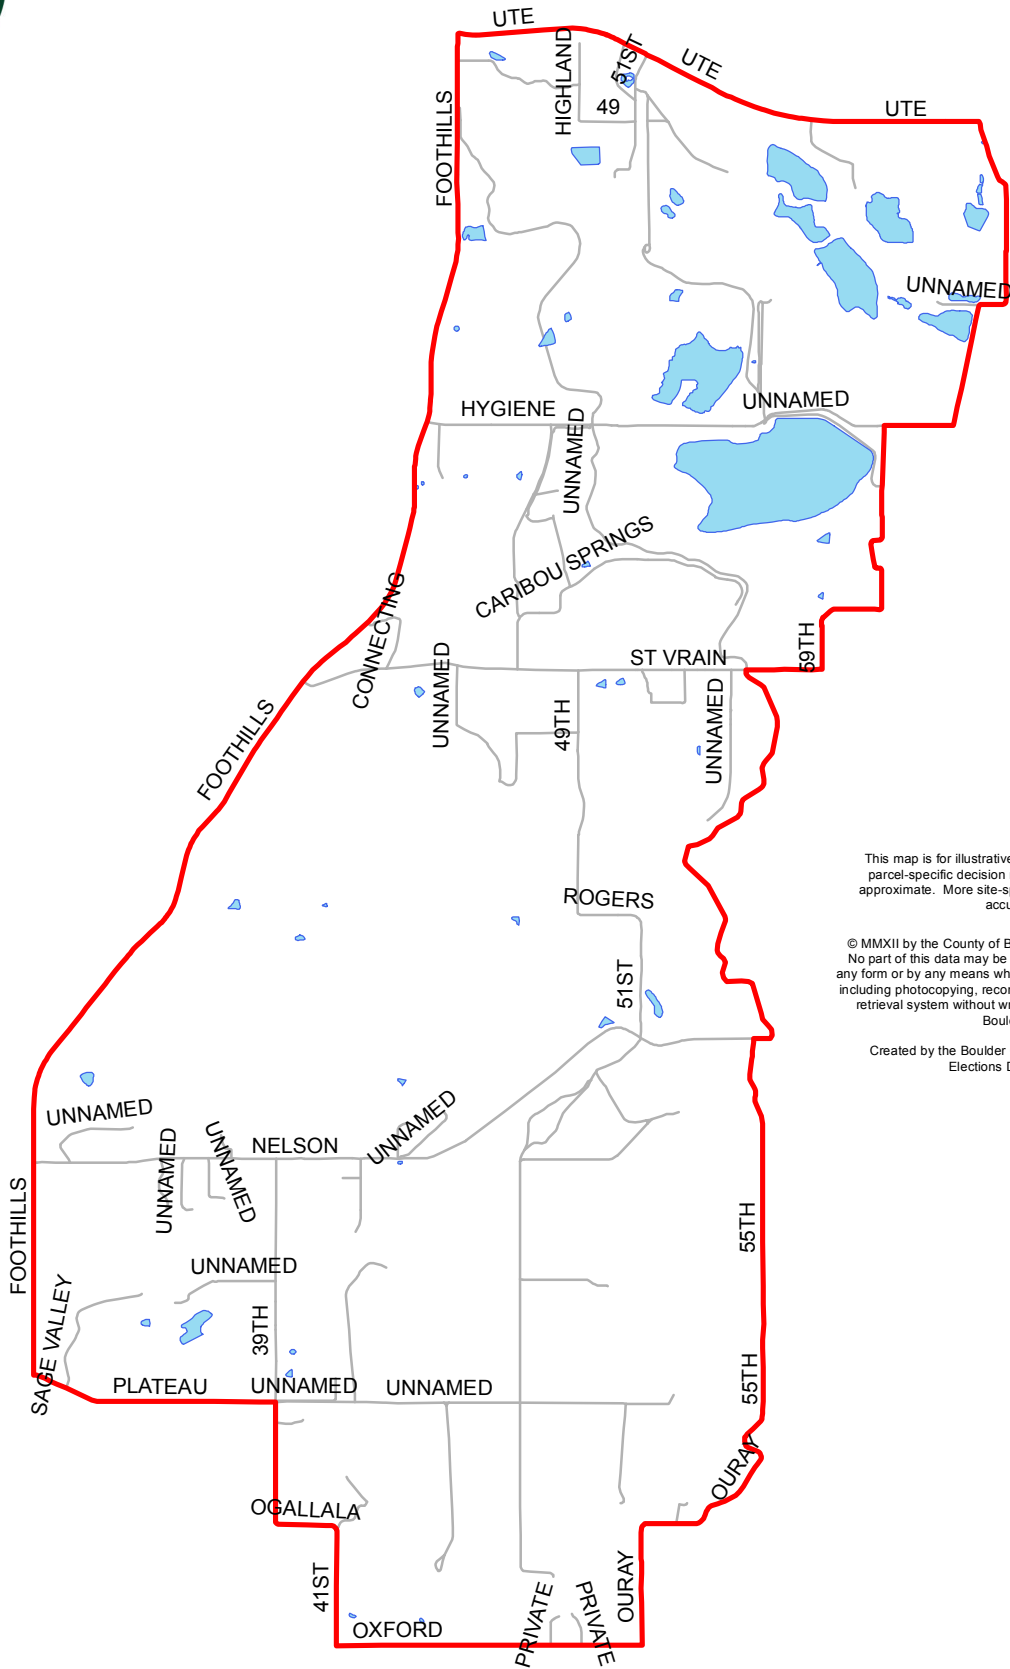 UTE
HIGHLAND
51ST
UTE
49
UTE
FOOTHILLS
UNNAMED
HYGIENE
UNNAMED
UNNAMED
CARIBOU SPRINGS
CONNECTING
UNNAMED
ST VRAIN
59TH
49TH
UNNAMED
FOOTHILLS
This map is for illustrative
parcel-specific decision
approximate. More site-sp
accu
ROGERS
© MMXII by the County of B
No part of this data may be
any form or by any means wh
including photocopying, recor
retrieval system without wr
Boul
51ST
Created by the Boulder
Elections D
UNNAMED
UNNAMED
UNNAMED
NELSON
UNNAMED
FOOTHILLS
55TH
UNNAMED
SAGE VALLEY
39TH
55TH
PLATEAU
UNNAMED
UNNAMED
OURAY
OGALLALA
41ST
OXFORD
PRIVATE
PRIVATE
OURAY